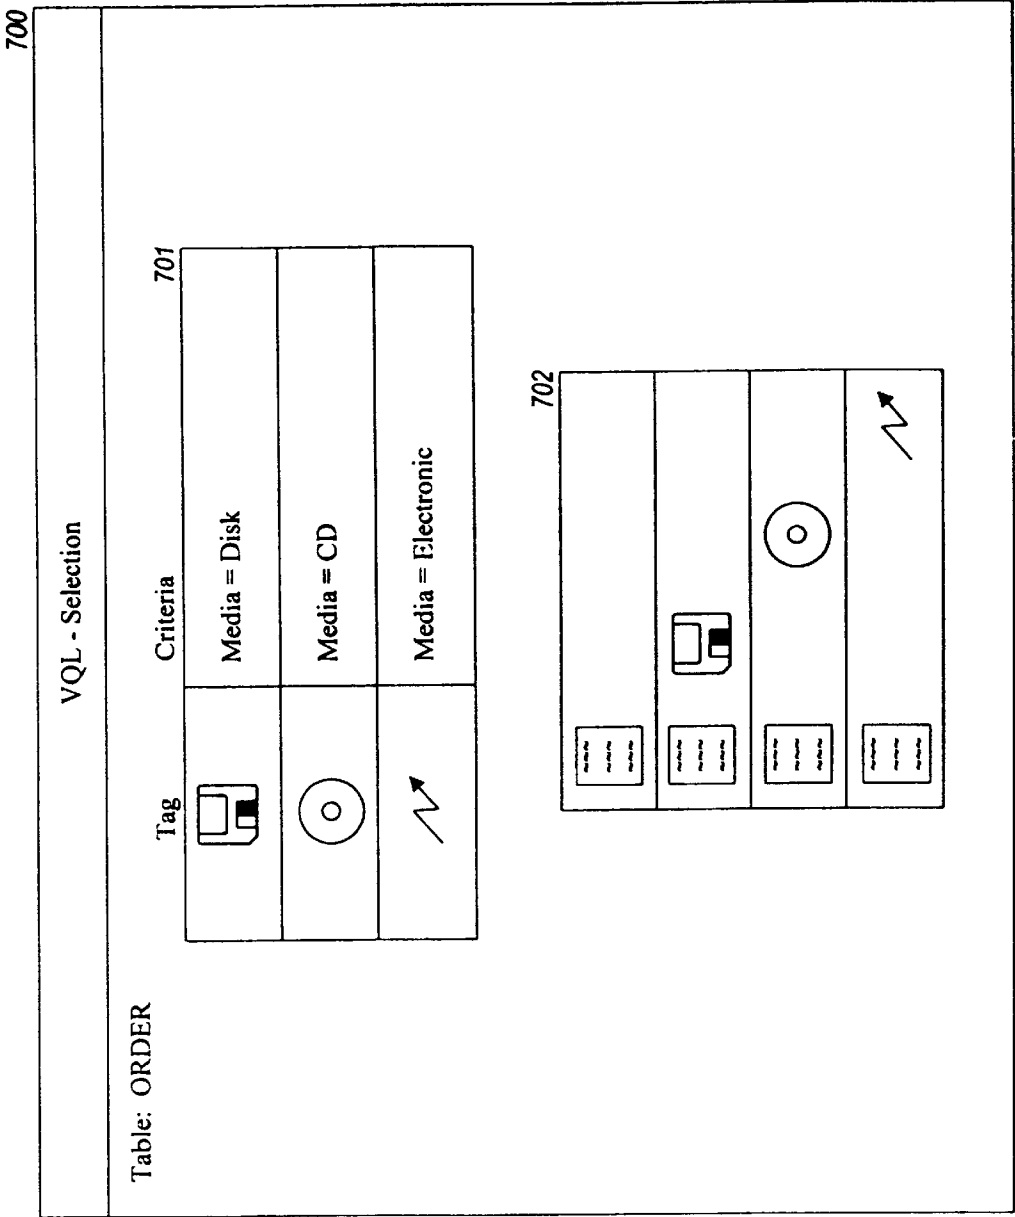 700
VQL - Selection
Table: ORDER
701
Tag Criteria
Media = Disk
Media = CD
Media = Electronic
702